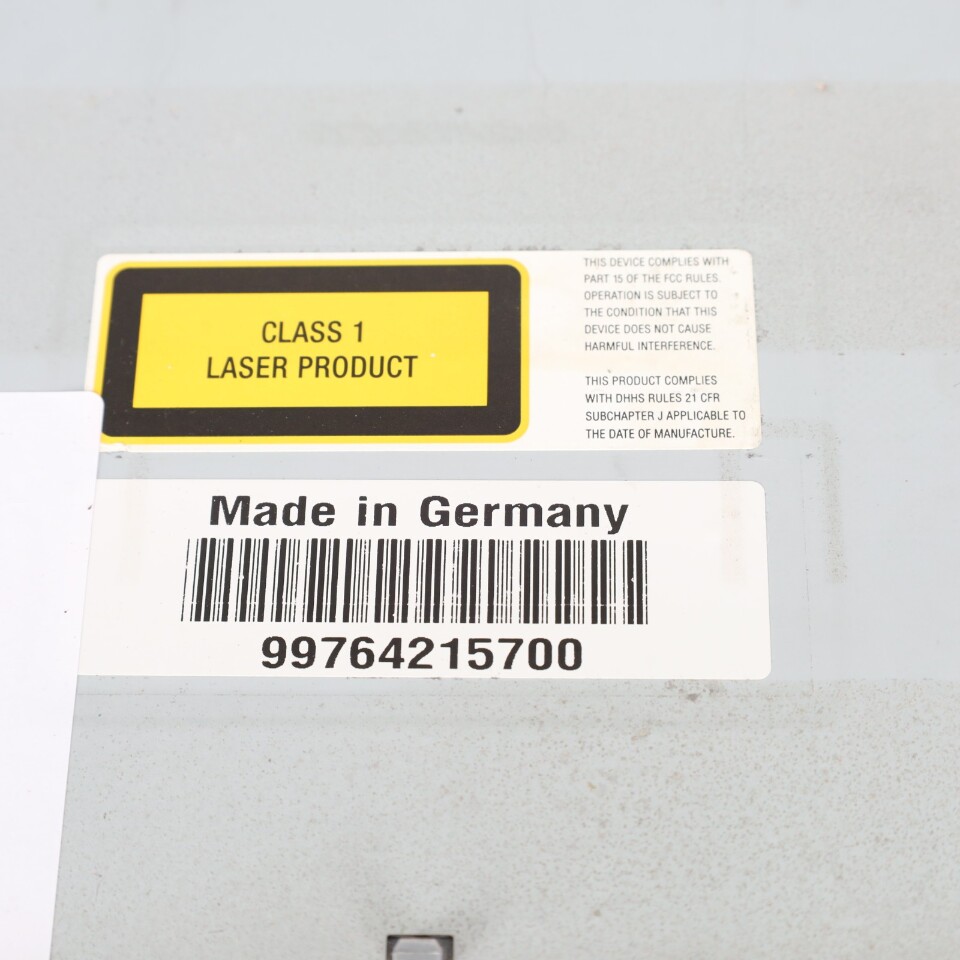 CLASS 1
LASER PRODUCT
THIS DEVICE COMPLIES WITH
PART 15 OF THE FCC RULES.
OPERATION IS SUBJECT TO
THE CONDITION THAT THIS
DEVICE DOES NOT CAUSE
HARMFUL INTERFERENCE.
THIS PRODUCT COMPLIES
WITH DHHS RULES 21 CFR
SUBCHAPTER J APPLICABLE TO
THE DATE OF MANUFACTURE.
Made in Germany
99764215700